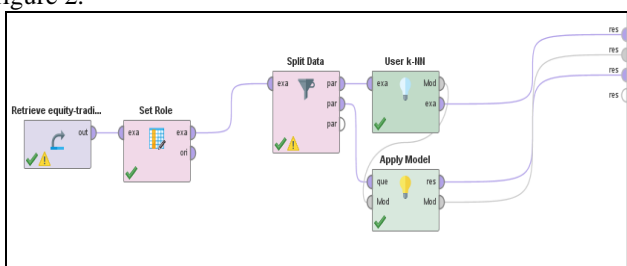 igure 2.
res
Split Data
User k-NN
res
exa
par
exa
Mod
res
par
exa
res
Retrieve equity-tradi...
Set Role
par
out
exa
exa
ori
Apply Model
que
res
Mod
Mod